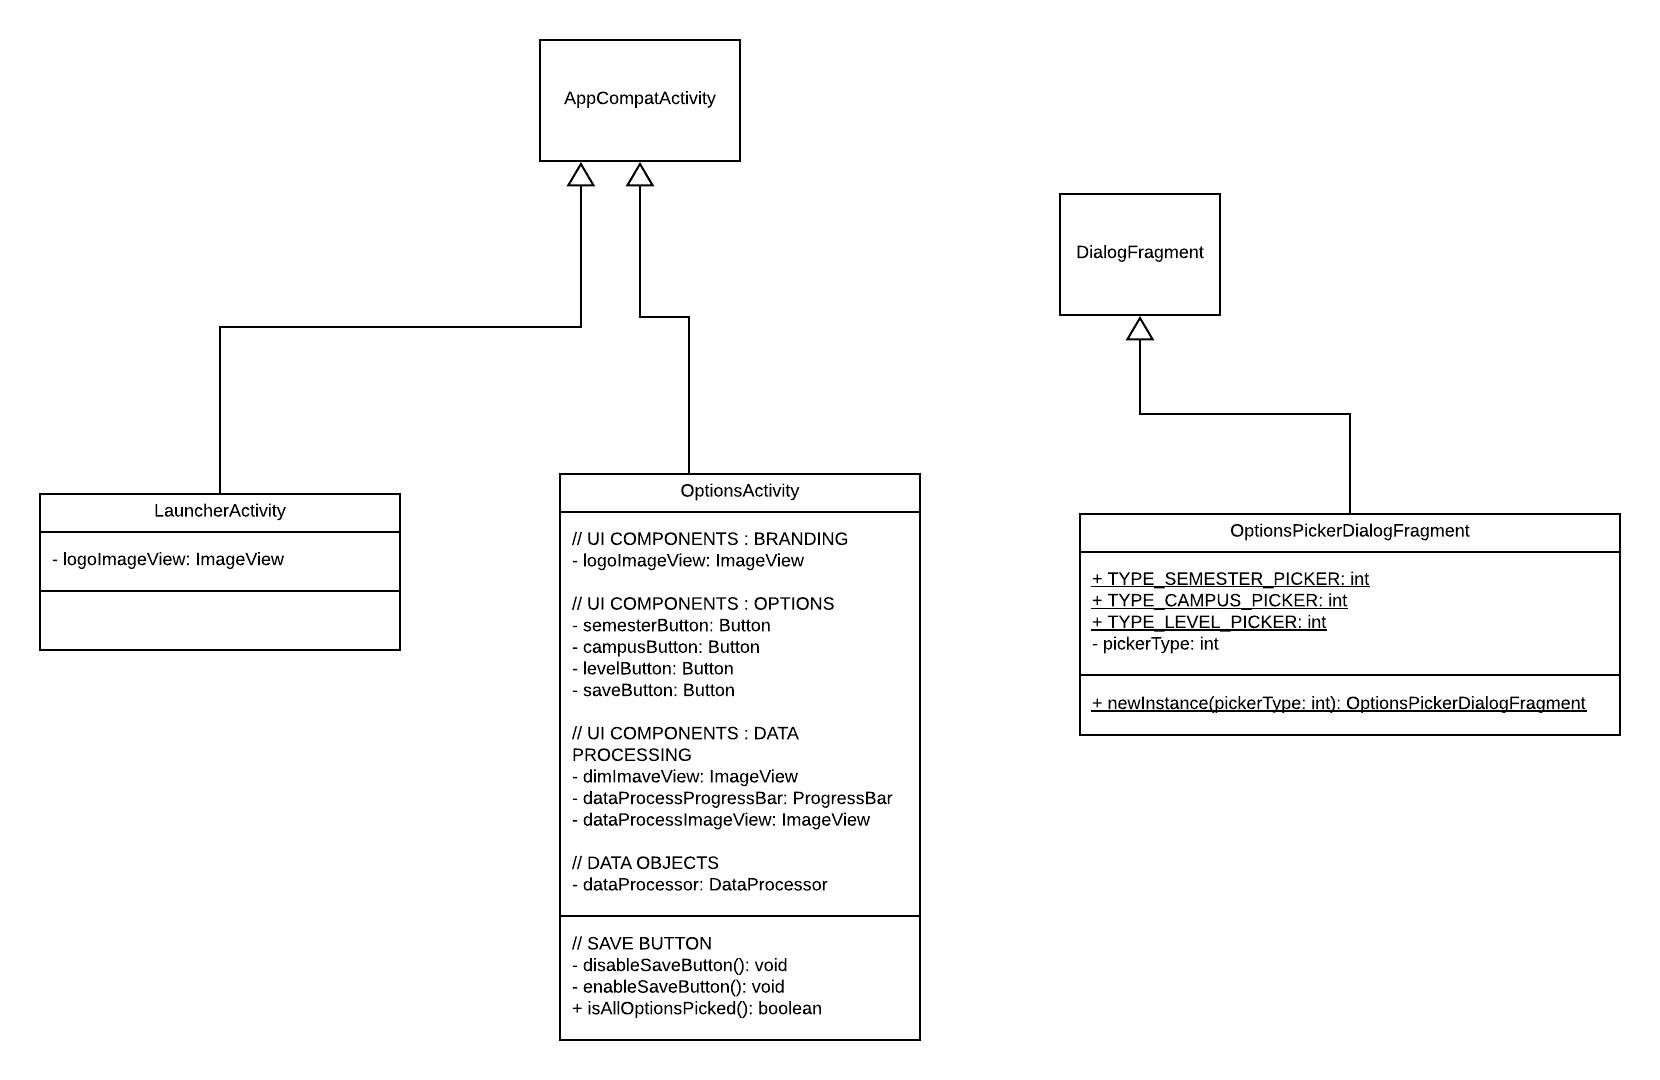 AppCompatActivity
DialogFragment
LauncherActivity
- logoImageView: ImageView
OptionsActivity
// UI COMPONENTS : BRANDING
- logoImageView: ImageView
// UI COMPONENTS : OPTIONS
- semesterButton: Button
- campusButton: Button
- levelButton: Button
- saveButton: Button
// UI COMPONENTS : DATA
PROCESSING
- dimImaveView: ImageView
- dataProcessProgressBar: ProgressBar
- dataProcessImageView: ImageView
// DATA OBJECTS
- dataProcessor: DataProcessor
// SAVE BUTTON
- disableSaveButton(): void
- enableSaveButton(): void
+ isAllOptionsPicked(): boolean
OptionsPickerDialogFragment
+ TYPE_SEMESTER_PICKER: int
+ TYPE_CAMPUS_PICKER: int
+ TYPE_LEVEL_PICKER: int
- pickerType: int
+ newInstance(pickerType: int): OptionsPickerDialogFragment